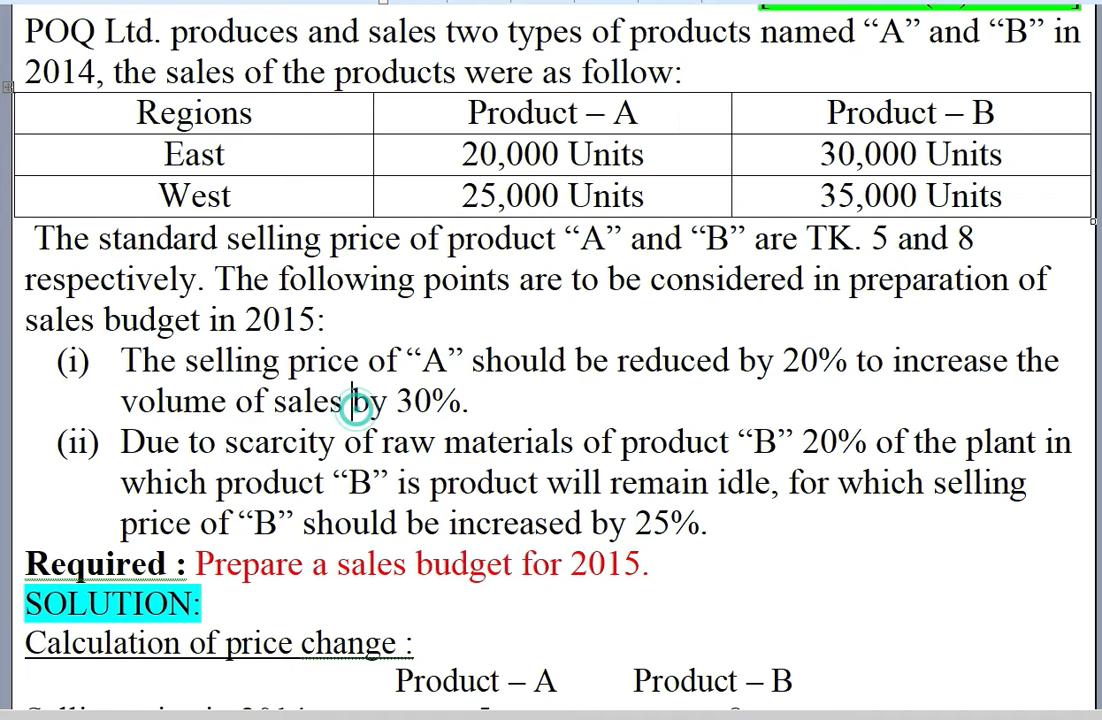 POQ Ltd. produces and sales two types of products named “A” and “B” in
2014, the sales of the products were as follow:
Regions Product – A Product – B
East 20,000 Units 30,000 Units
West 25,000 Units 35,000 Units
The standard selling price of product “A” and “B” are TK. 5 and 8
respectively. The following points are to be considered in preparation of
sales budget in 2015:
(i) The selling price of “A” should be reduced by 20% to increase the
volume of sales by 30%.
(ii) Due to scarcity of raw materials of product “B” 20% of the plant in
which product “B” is product will remain idle, for which selling
price of “B” should be increased by 25%.
Required : Prepare a sales budget for 2015.
SOLUTION:
Calculation of price change :
Product – A Product – B